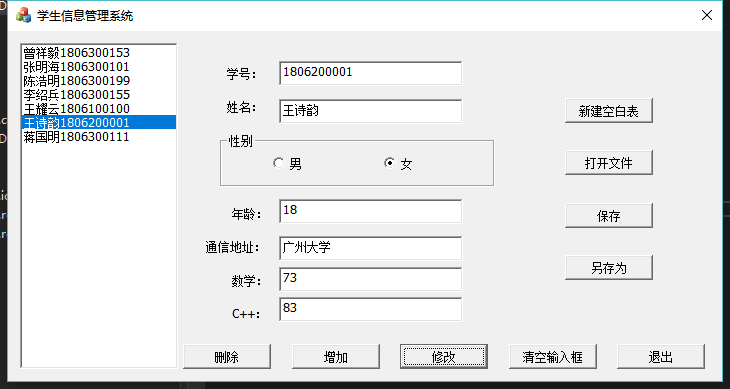 学生信息管理系统
曾祥毅1806300153
张明海1806300101
陈浩明1806300199
李绍兵1806300155
王耀云1806100100
王诗韵1806200001
蒋国明1806300111
学号： 1806200001
姓名： 王诗韵
性别
男 女
年龄： 18
通信地址： 广州大学
数学： 73
C++： 83
新建空白表
打开文件
保存
另存为
删除 增加 修改 清空输入框 退出